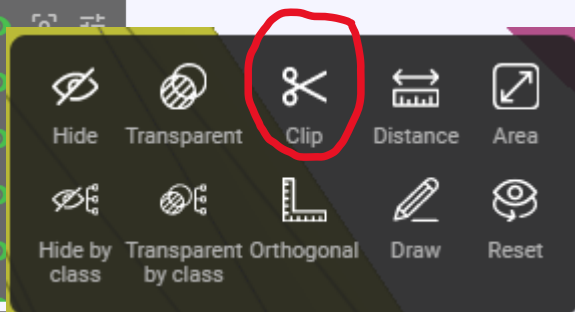 Hide Transparent Clip Distance Area
Hide by Transparent Orthogonal Draw Reset
class by class